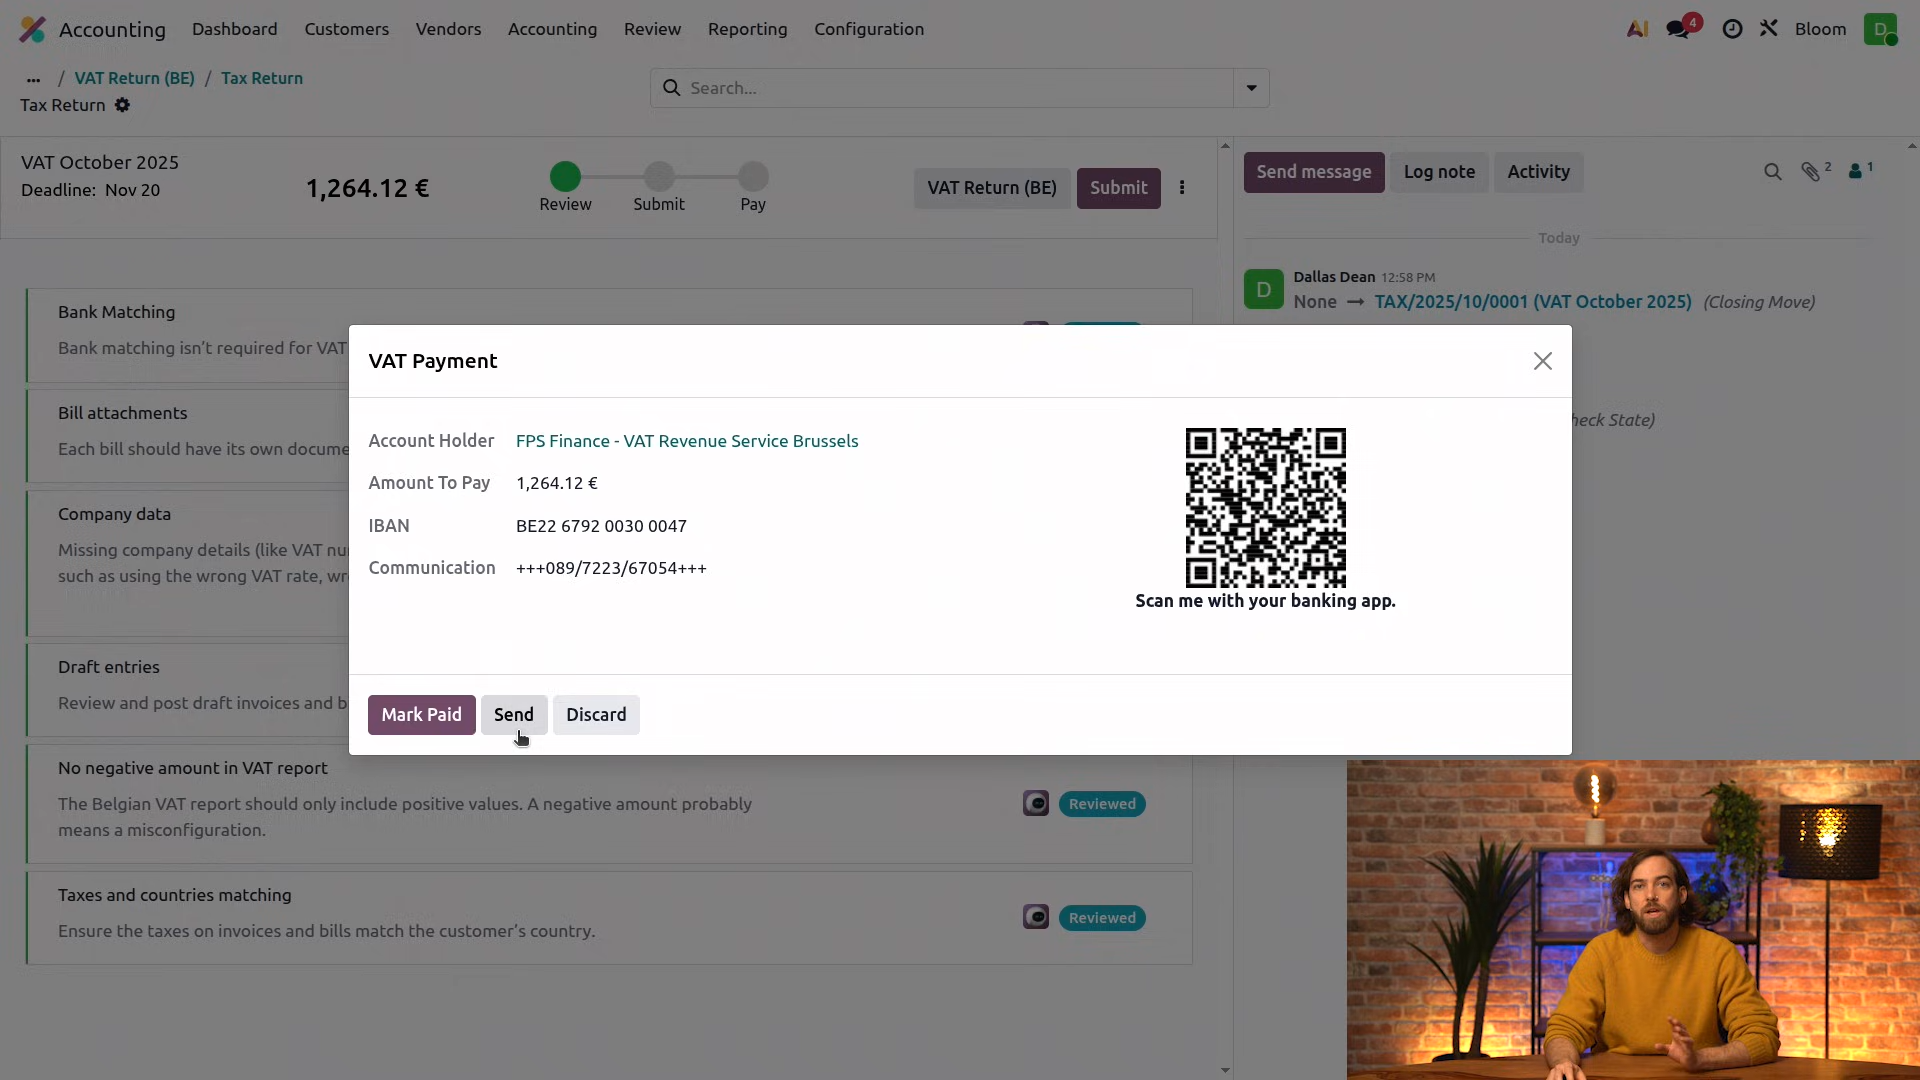 Accounting
Dashboard
Customers
Vendors
Accounting
Review
Reporting
Configuration
AI
4
Bloom
D
... / VAT Return (BE) / Tax Return
Tax Return
Search...
VAT October 2025
Deadline: Nov 20
1,264.12 €
Review
Submit
Pay
VAT Return (BE)
Submit
Send message
Log note
Activity
2
1
Today
D
Dallas Dean 12:58 PM
None → TAX/2025/10/0001 (VAT October 2025) (Closing Move)
heck State)
Bank Matching
Bank matching isn't required for VAT
Bill attachments
Each bill should have its own docume
Company data
Missing company details (like VAT nu
such as using the wrong VAT rate, wr
Draft entries
Review and post draft invoices and b
VAT Payment
Account Holder FPS Finance - VAT Revenue Service Brussels
Amount To Pay 1,264.12 €
IBAN BE22 6792 0030 0047
Communication +++089/7223/67054+++
Scan me with your banking app.
Mark Paid
Send
Discard
No negative amount in VAT report
The Belgian VAT report should only include positive values. A negative amount probably
means a misconfiguration.
Reviewed
Taxes and countries matching
Ensure the taxes on invoices and bills match the customer's country.
Reviewed